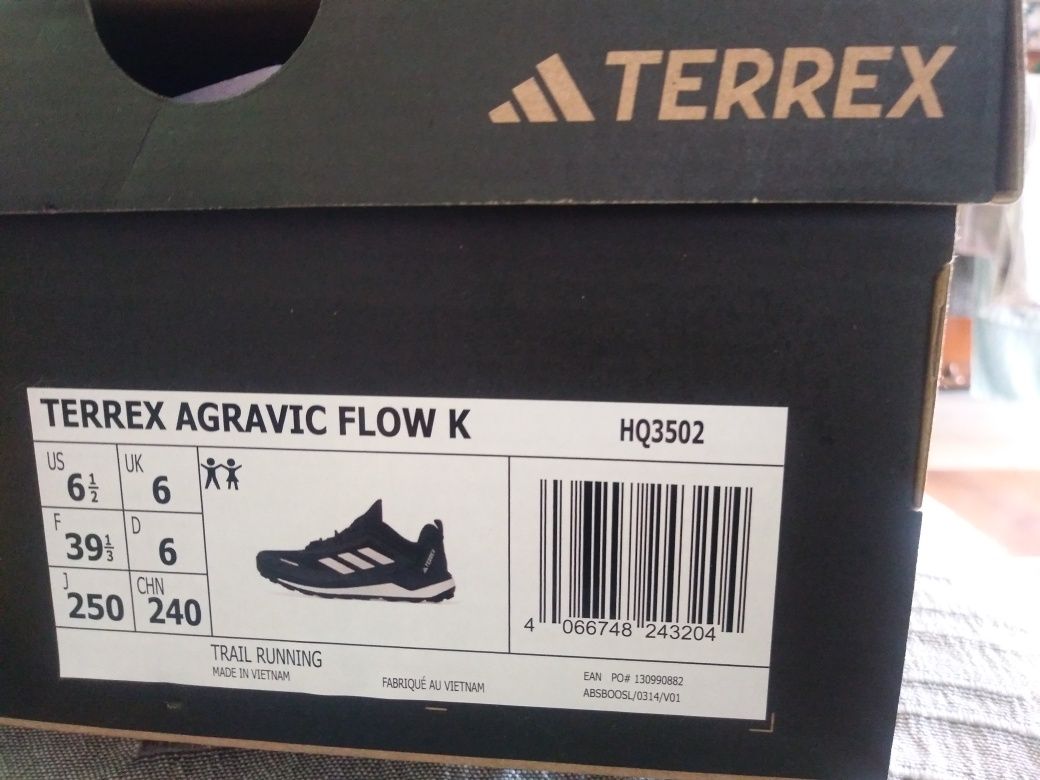 TERREX
TERREX AGRAVIC FLOW K
HQ3502
US
6½
UK
6
F
39⅓
D
6
J
250
CHN
240
TERREX
4 066748 243204
TRAIL RUNNING
MADE IN VIETNAM
FABRIQUÉ AU VIETNAM
EAN PO# 130990882
ABSBOOSL/0314/V01